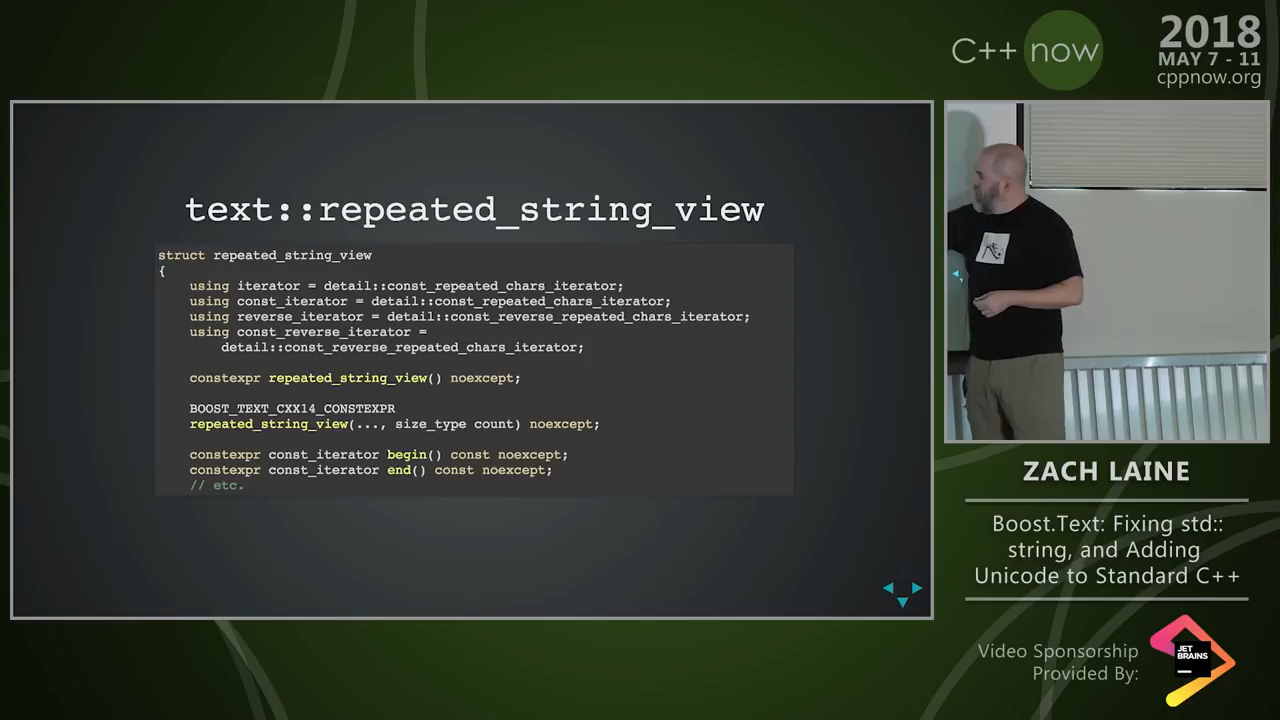 C++ now
2018
MAY 7 - 11
cppnow.org
text::repeated_string_view
struct repeated_string_view
{
    using iterator = detail::const_repeated_chars_iterator;
    using const_iterator = detail::const_repeated_chars_iterator;
    using reverse_iterator = detail::const_reverse_repeated_chars_iterator;
    using const_reverse_iterator =
        detail::const_reverse_repeated_chars_iterator;
    constexpr repeated_string_view() noexcept;
    BOOST_TEXT_CXX14_CONSTEXPR
    repeated_string_view(..., size_type count) noexcept;
    constexpr const_iterator begin() const noexcept;
    constexpr const_iterator end() const noexcept;
    // etc.
ZACH LAINE
Boost.Text: Fixing std::
string, and Adding
Unicode to Standard C++
Video Sponsorship
Provided By:
JET
BRAINS